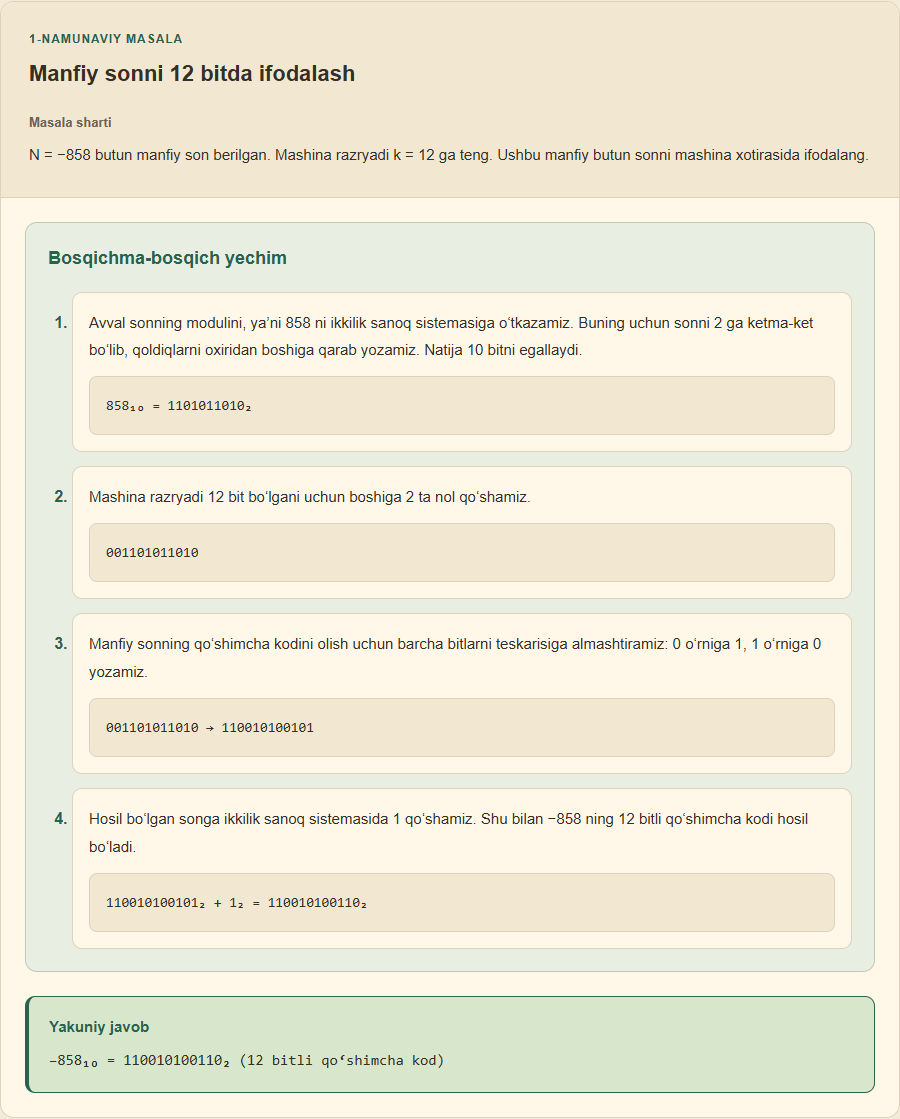 1-NAMUNAVIY MASALA
Manfiy sonni 12 bitda ifodalash
Masala sharti
N = −858 butun manfiy son berilgan. Mashina razryadi k = 12 ga teng. Ushbu manfiy butun sonni mashina xotirasida ifodalang.
Bosqichma-bosqich yechim
1. Avval sonning modulini, ya’ni 858 ni ikkilik sanoq sistemasiga o‘tkazamiz. Buning uchun sonni 2 ga ketma-ket
bo‘lib, qoldiqlarni oxiridan boshiga qarab yozamiz. Natija 10 bitni egallaydi.
858₁₀ = 1101011010₂
2. Mashina razryadi 12 bit bo‘lgani uchun boshiga 2 ta nol qo‘shamiz.
001101011010
3. Manfiy sonning qo‘shimcha kodini olish uchun barcha bitlarni teskarisiga almashtiramiz: 0 o‘rniga 1, 1 o‘rniga 0
yozamiz.
001101011010 → 110010100101
4. Hosil bo‘lgan songa ikkilik sanoq sistemasida 1 qo‘shamiz. Shu bilan −858 ning 12 bitli qo‘shimcha kodi hosil
bo‘ladi.
110010100101₂ + 1₂ = 110010100110₂
Yakuniy javob
−858₁₀ = 110010100110₂ (12 bitli qo‘shimcha kod)